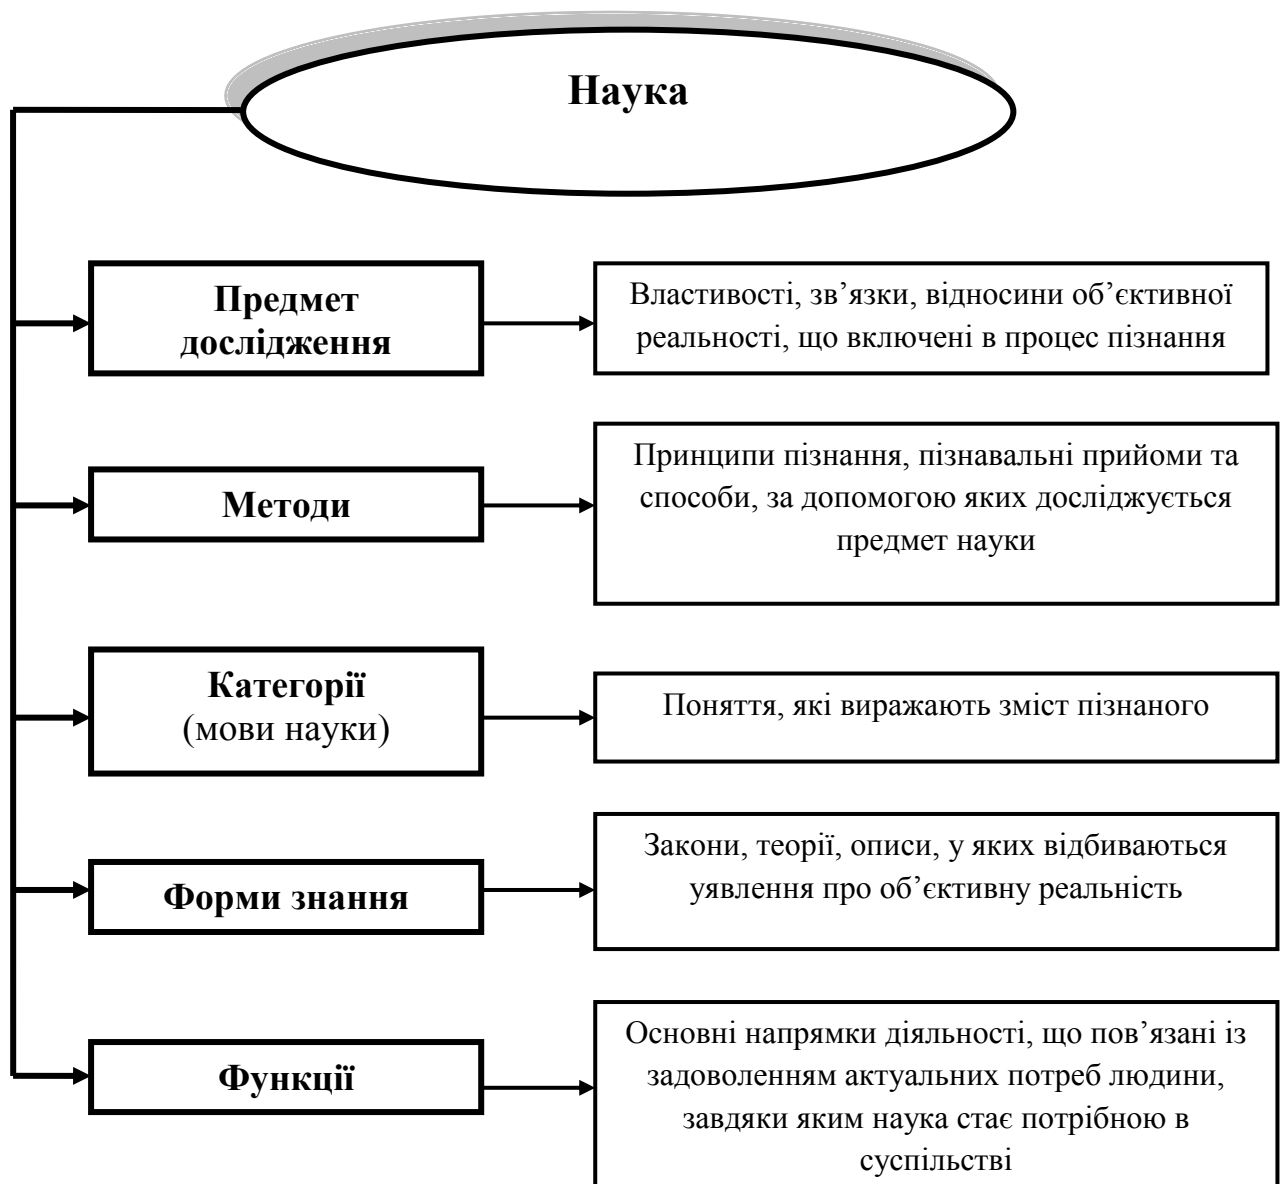 Наука
Предмет
дослідження
Властивості, зв’язки, відносини об’єктивної
реальності, що включені в процес пізнання
Методи
Принципи пізнання, пізнавальні прийоми та
способи, за допомогою яких досліджується
предмет науки
Категорії
(мови науки)
Поняття, які виражають зміст пізнаного
Форми знання
Закони, теорії, описи, у яких відбиваються
уявлення про об’єктивну реальність
Функції
Основні напрямки діяльності, що пов’язані із
задоволенням актуальних потреб людини,
завдяки яким наука стає потрібною в
суспільстві